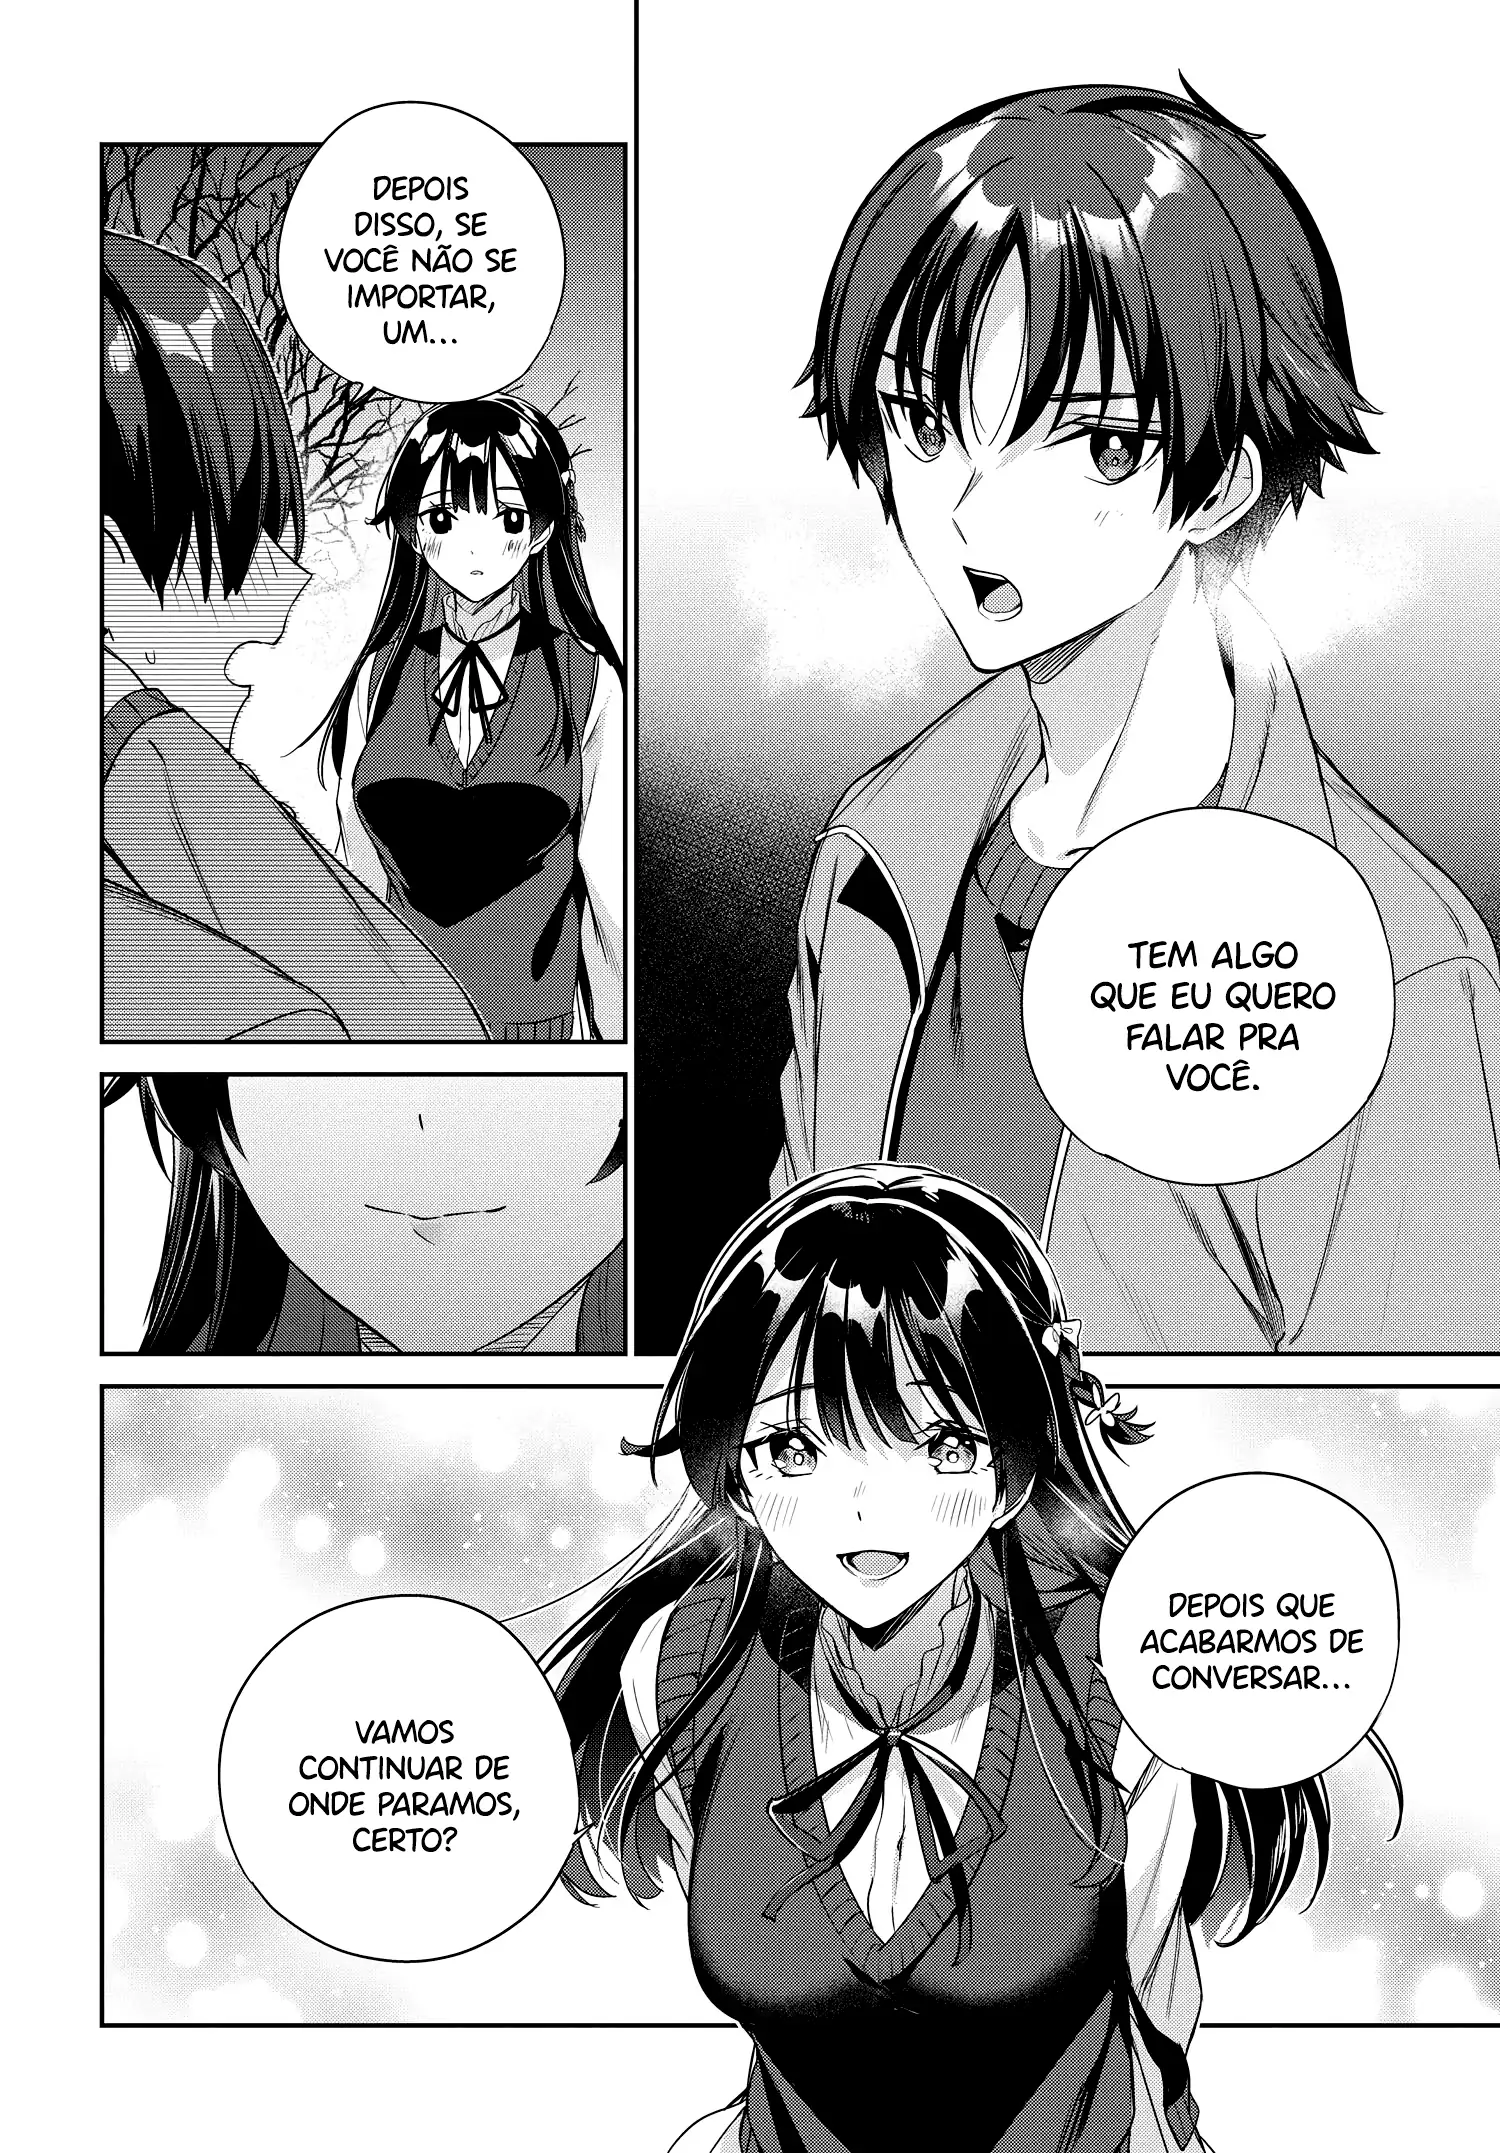 TEM ALGO
QUE EU QUERO
FALAR PRA
VOCÊ.
DEPOIS
DISSO, SE
VOCÊ NÃO SE
IMPORTAR,
UM...
DEPOIS QUE
ACABARMOS DE
CONVERSAR...
VAMOS
CONTINUAR DE
ONDE PARAMOS,
CERTO?